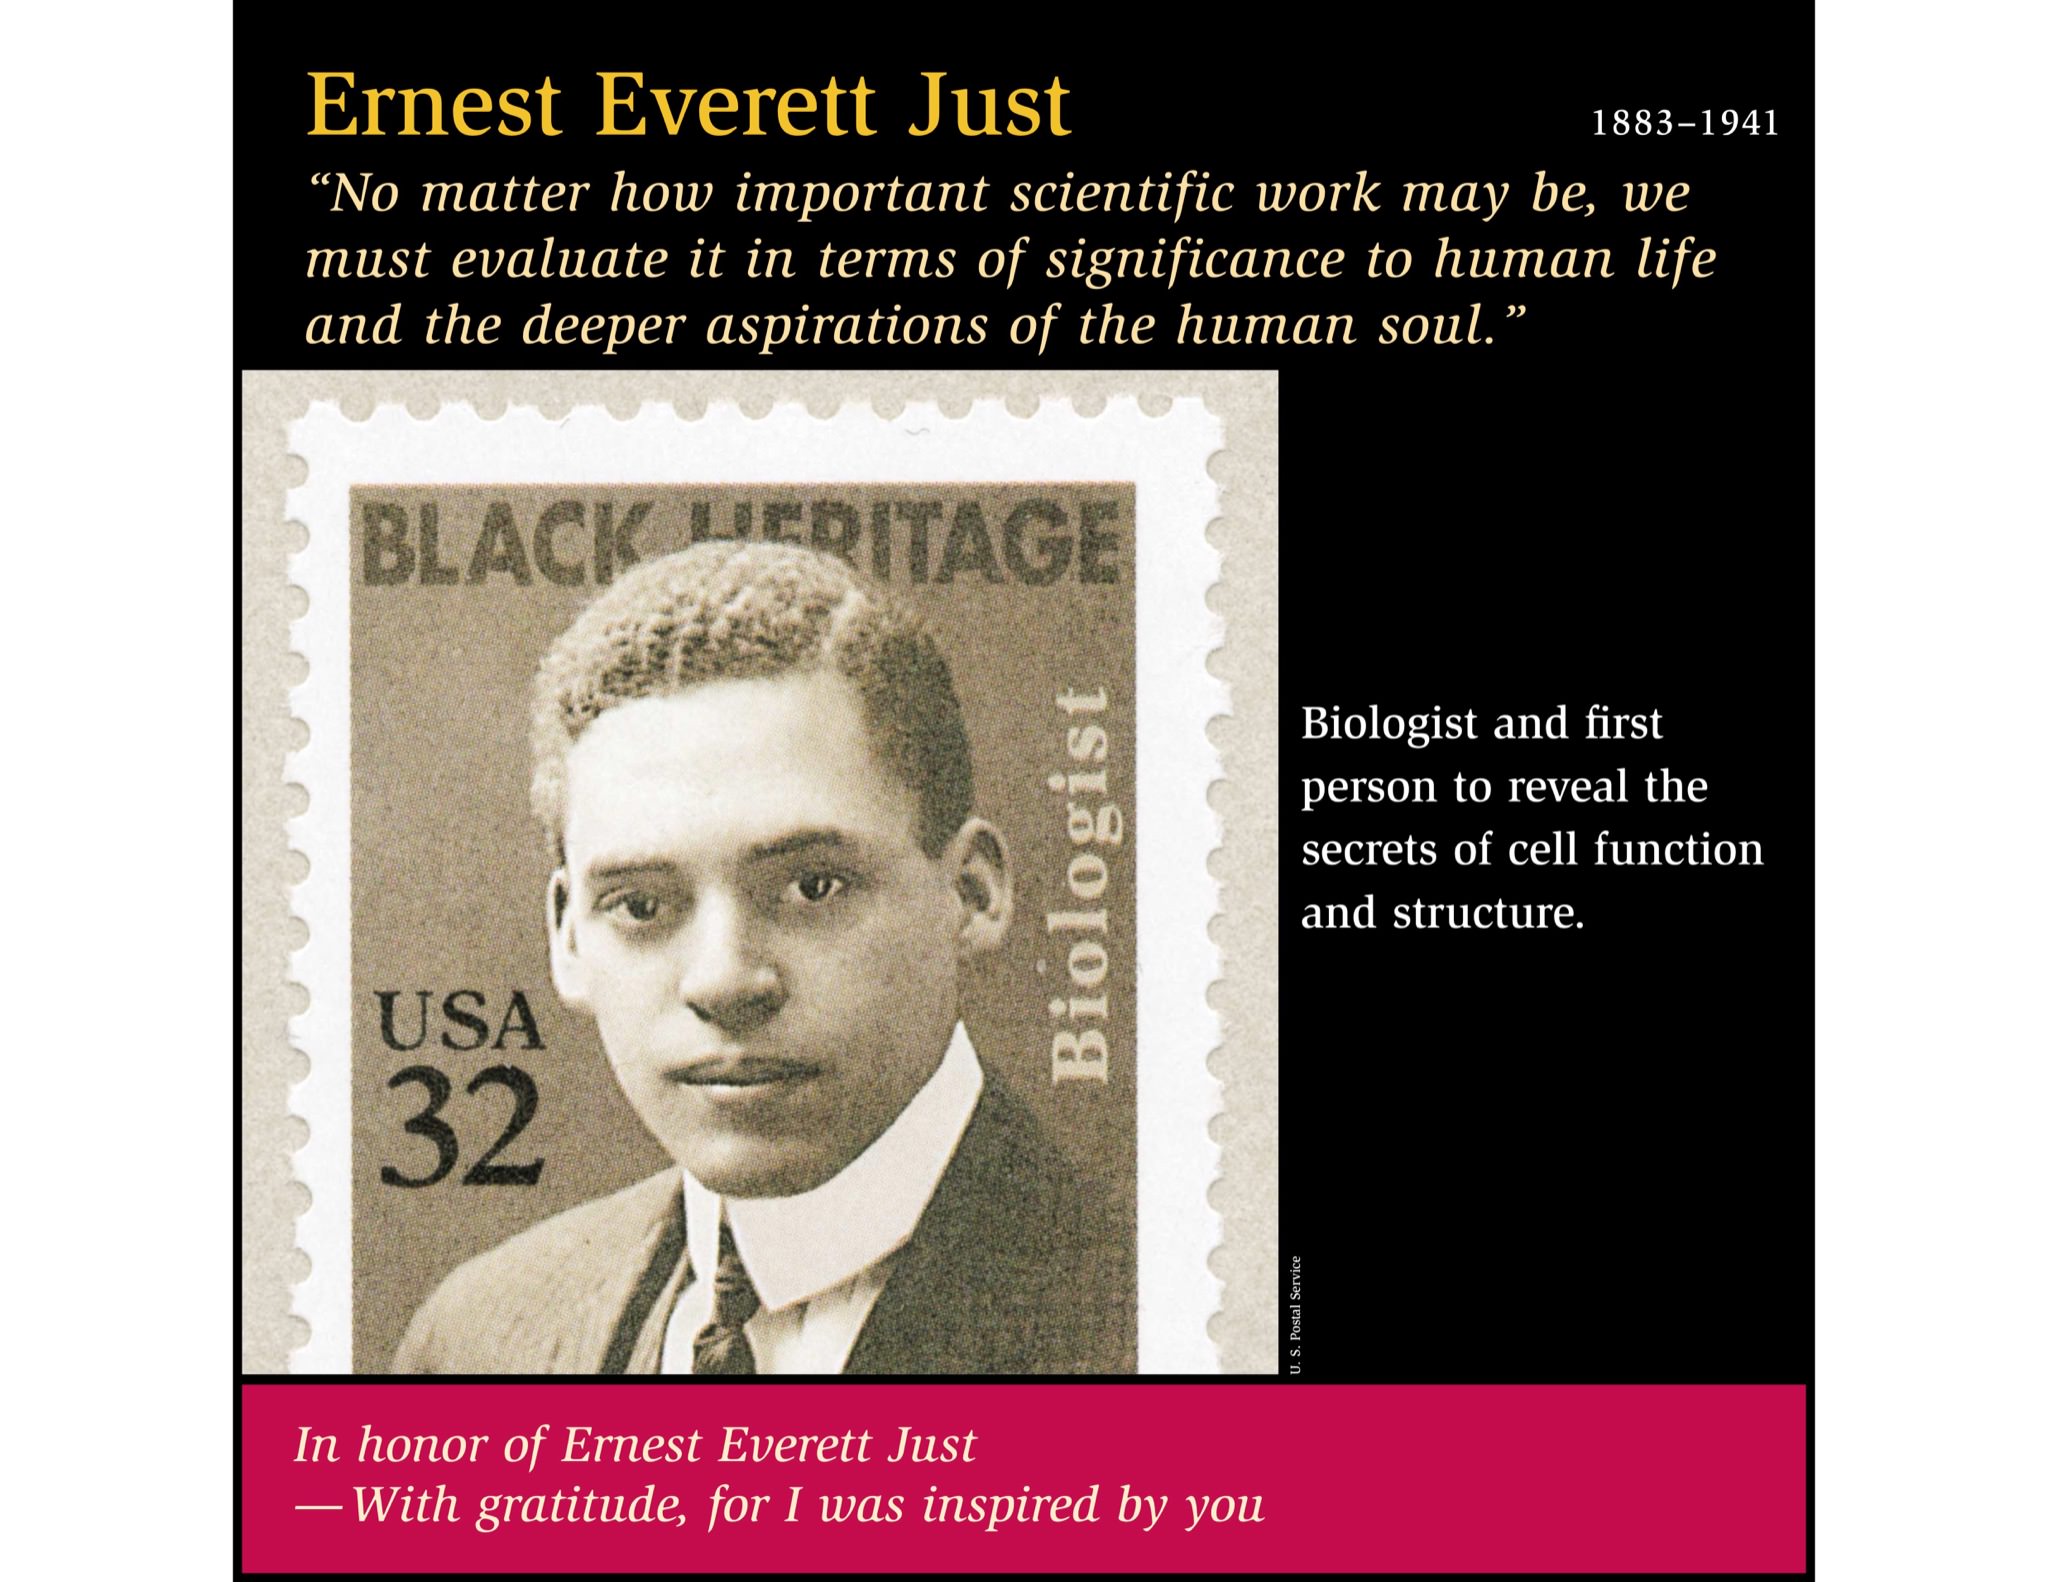 Ernest Everett Just
1883–1941
“No matter how important scientific work may be, we
must evaluate it in terms of significance to human life
and the deeper aspirations of the human soul.”
BLACK HERITAGE
Biologist
USA
32
Biologist and first
person to reveal the
secrets of cell function
and structure.
U. S. Postal Service
In honor of Ernest Everett Just
—With gratitude, for I was inspired by you